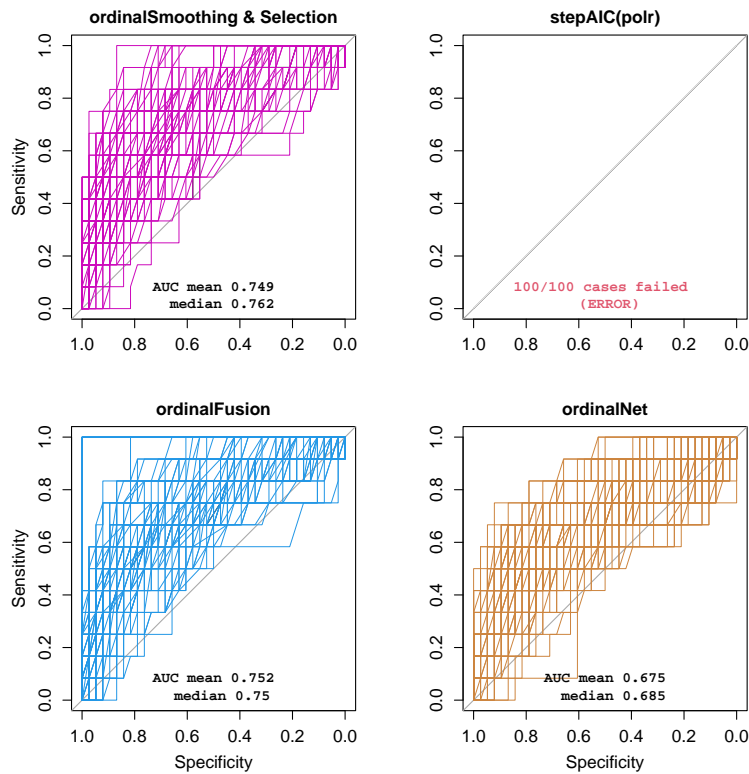 ordinalSmoothing & Selection
Sensitivity
1.0
0.8
0.6
0.4
0.2
0.0
AUC mean 0.749
median 0.762
1.0 0.8 0.6 0.4 0.2 0.0
stepAIC(polr)
1.0
0.8
0.6
0.4
0.2
0.0
100/100 cases failed
(ERROR)
1.0 0.8 0.6 0.4 0.2 0.0
ordinalFusion
Sensitivity
1.0
0.8
0.6
0.4
0.2
0.0
AUC mean 0.752
median 0.75
1.0 0.8 0.6 0.4 0.2 0.0
Specificity
ordinalNet
1.0
0.8
0.6
0.4
0.2
0.0
AUC mean 0.675
median 0.685
1.0 0.8 0.6 0.4 0.2 0.0
Specificity